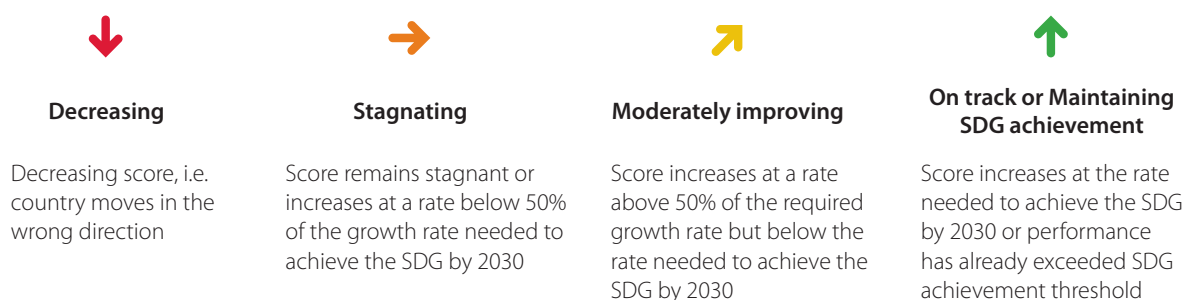 Decreasing
Decreasing score, i.e.
country moves in the
wrong direction
Stagnating
Score remains stagnant or
increases at a rate below 50%
of the growth rate needed to
achieve the SDG by 2030
Moderately improving
Score increases at a rate
above 50% of the required
growth rate but below the
rate needed to achieve the
SDG by 2030
On track or Maintaining
SDG achievement
Score increases at the rate
needed to achieve the SDG
by 2030 or performance
has already exceeded SDG
achievement threshold